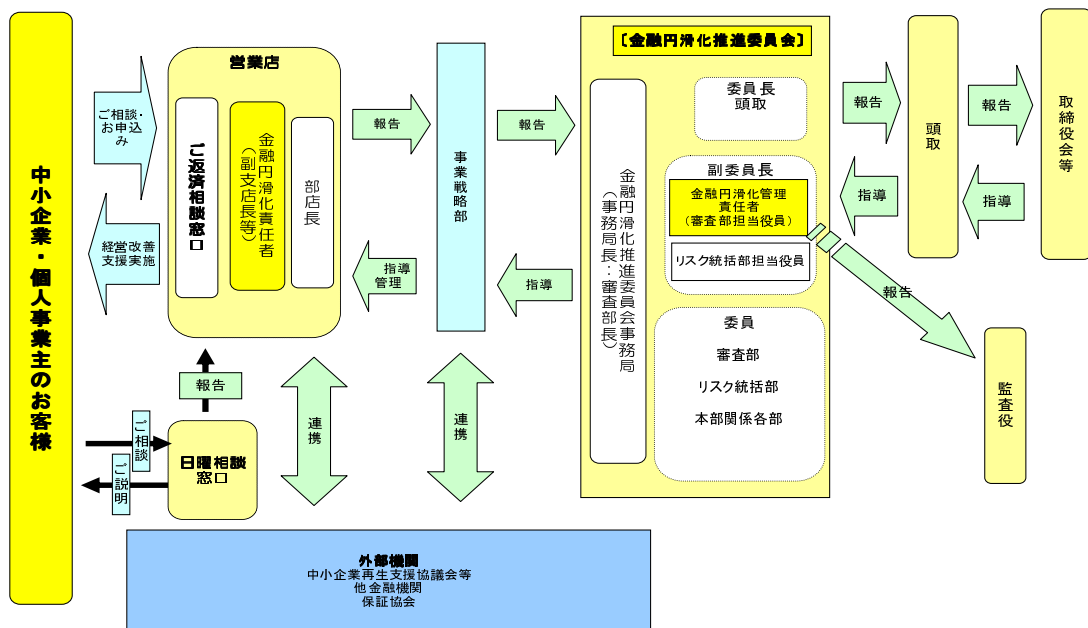 中小企業・個人事業主のお客様
ご相談・
お申込
み
経営改善
支援実施
営業店
ご返済相談窓口
金融円滑化責任者
（副支店長等）
部店長
報告
指導
管理
事業戦略部
報告
指導
〔金融円滑化推進委員会〕
金融円滑化推進委員会事務局
（事務局長：審査部長）
委員長
頭取
副委員長
金融円滑化管理
責任者
（審査部担当役員）
リスク統括部担当役員
委員
審査部
リスク統括部
本部関係各部
報告
指導
頭取
報告
指導
取締役会等
報告
監査役
報告
ご相談
ご説明
日曜相談
窓口
連携
連携
外部機関
中小企業再生支援協議会等
他金融機関
保証協会